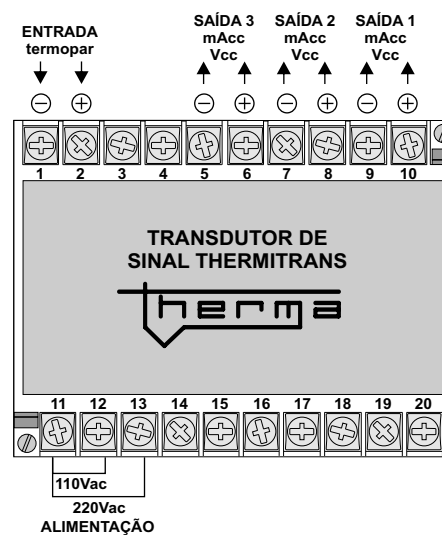 ENTRADA
termopar
SAÍDA 3
mAcc
Vcc
SAÍDA 2
mAcc
Vcc
SAÍDA 1
mAcc
Vcc
− + − + − + − +
1 2 3 4 5 6 7 8 9 10
TRANSDUTOR DE
SINAL THERMITRANS
therma
11 12 13 14 15 16 17 18 19 20
110Vac
220Vac
ALIMENTAÇÃO